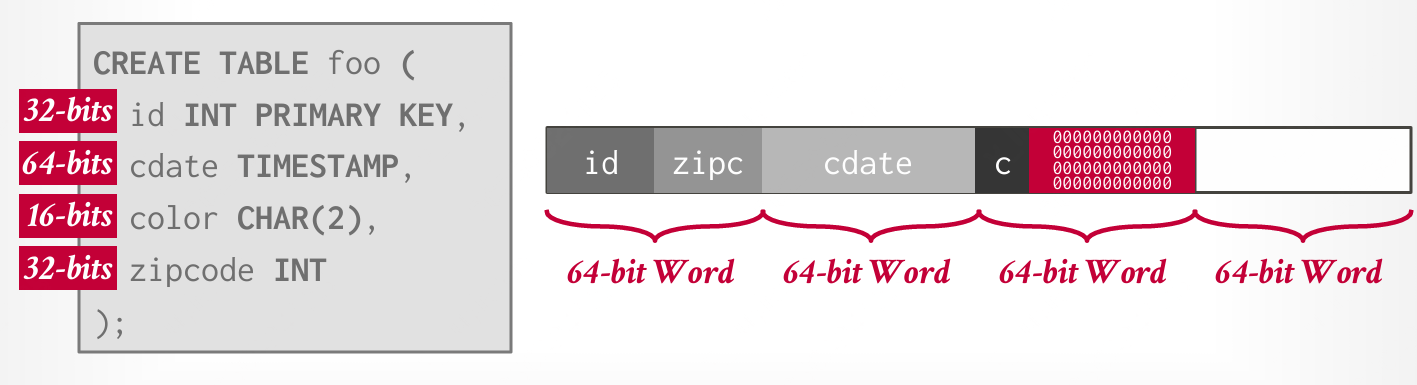 CREATE TABLE foo (
32-bits id INT PRIMARY KEY,
64-bits cdate TIMESTAMP,
16-bits color CHAR(2),
32-bits zipcode INT
);
id zipc cdate c
000000000000
000000000000
000000000000
000000000000
64-bit Word 64-bit Word 64-bit Word 64-bit Word